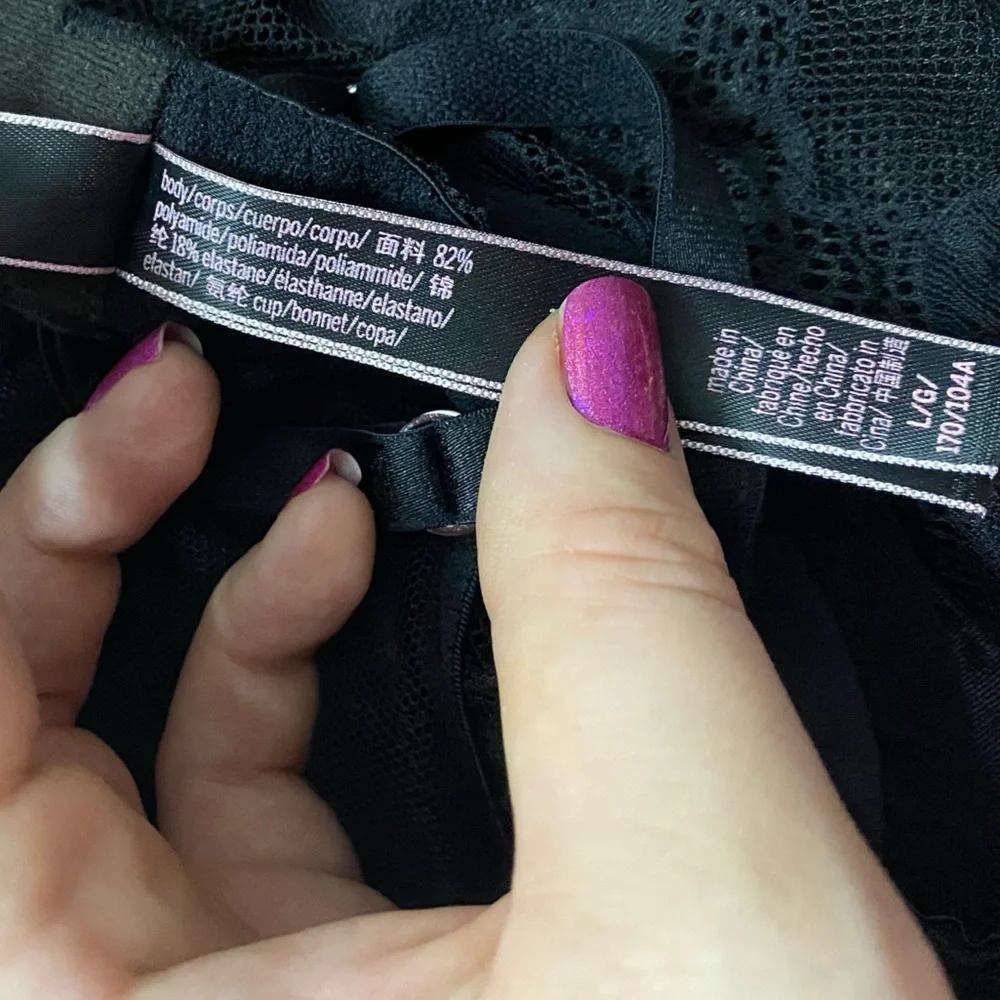 body/corps/cuerpo/corpo/ 面料 82%
polyamide/poliamida/poliammide/ 锦
纶 18% elastane/élasthanne/elastano/
elastan/ 氨纶 cup/bonnet/copa/
made in
China/
fabriqué en
Chine/hecho
en China/
fabbricato in
Cina/ 中国制造
L/G/
170/104A